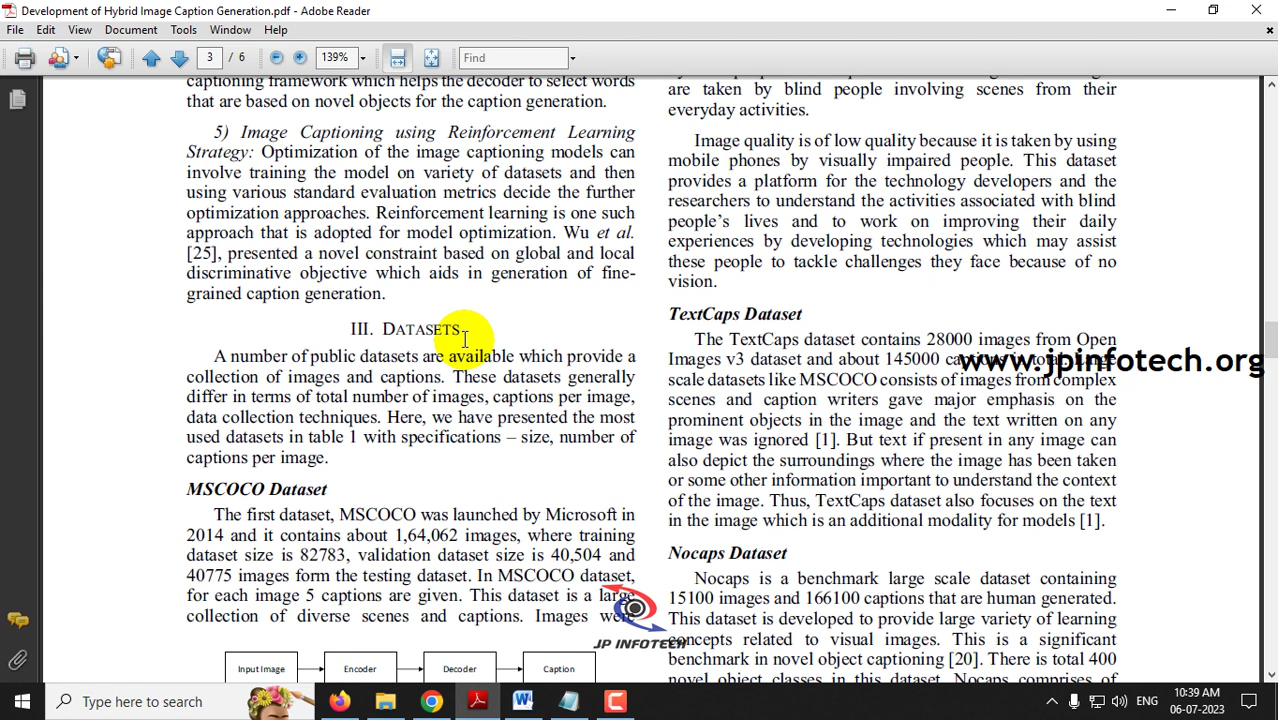 Development of Hybrid Image Caption Generation.pdf - Adobe Reader
File Edit View Document Tools Window Help
3 / 6 139% Find
captioning framework which helps the decoder to select words
that are based on novel objects for the caption generation.
5) Image Captioning using Reinforcement Learning
Strategy: Optimization of the image captioning models can
involve training the model on variety of datasets and then
using various standard evaluation metrics decide the further
optimization approaches. Reinforcement learning is one such
approach that is adopted for model optimization. Wu et al.
[25], presented a novel constraint based on global and local
discriminative objective which aids in generation of fine-
grained caption generation.
III. DATASETS
A number of public datasets are available which provide a
collection of images and captions. These datasets generally
differ in terms of total number of images, captions per image,
data collection techniques. Here, we have presented the most
used datasets in table 1 with specifications – size, number of
captions per image.
MSCOCO Dataset
The first dataset, MSCOCO was launched by Microsoft in
2014 and it contains about 1,64,062 images, where training
dataset size is 82783, validation dataset size is 40,504 and
40775 images form the testing dataset. In MSCOCO dataset,
for each image 5 captions are given. This dataset is a large
collection of diverse scenes and captions. Images were
Input Image Encoder Decoder Caption
are taken by blind people involving scenes from their
everyday activities.
Image quality is of low quality because it is taken by using
mobile phones by visually impaired people. This dataset
provides a platform for the technology developers and the
researchers to understand the activities associated with blind
people's lives and to work on improving their daily
experiences by developing technologies which may assist
these people to tackle challenges they face because of no
vision.
TextCaps Dataset
The TextCaps dataset contains 28000 images from Open
Images v3 dataset and about 145000 captions in total. Large
scale datasets like MSCOCO consists of images from complex
scenes and caption writers gave major emphasis on the
prominent objects in the image and the text written on any
image was ignored [1]. But text if present in any image can
also depict the surroundings where the image has been taken
or some other information important to understand the context
of the image. Thus, TextCaps dataset also focuses on the text
in the image which is an additional modality for models [1].
Nocaps Dataset
Nocaps is a benchmark large scale dataset containing
15100 images and 166100 captions that are human generated.
This dataset is developed to provide large variety of learning
concepts related to visual images. This is a significant
benchmark in novel object captioning [20]. There is total 400
novel object classes in this dataset. Nocaps comprises of
www.jpinfotech.org
JP INFOTECH
Type here to search
ENG
10:39 AM
06-07-2023